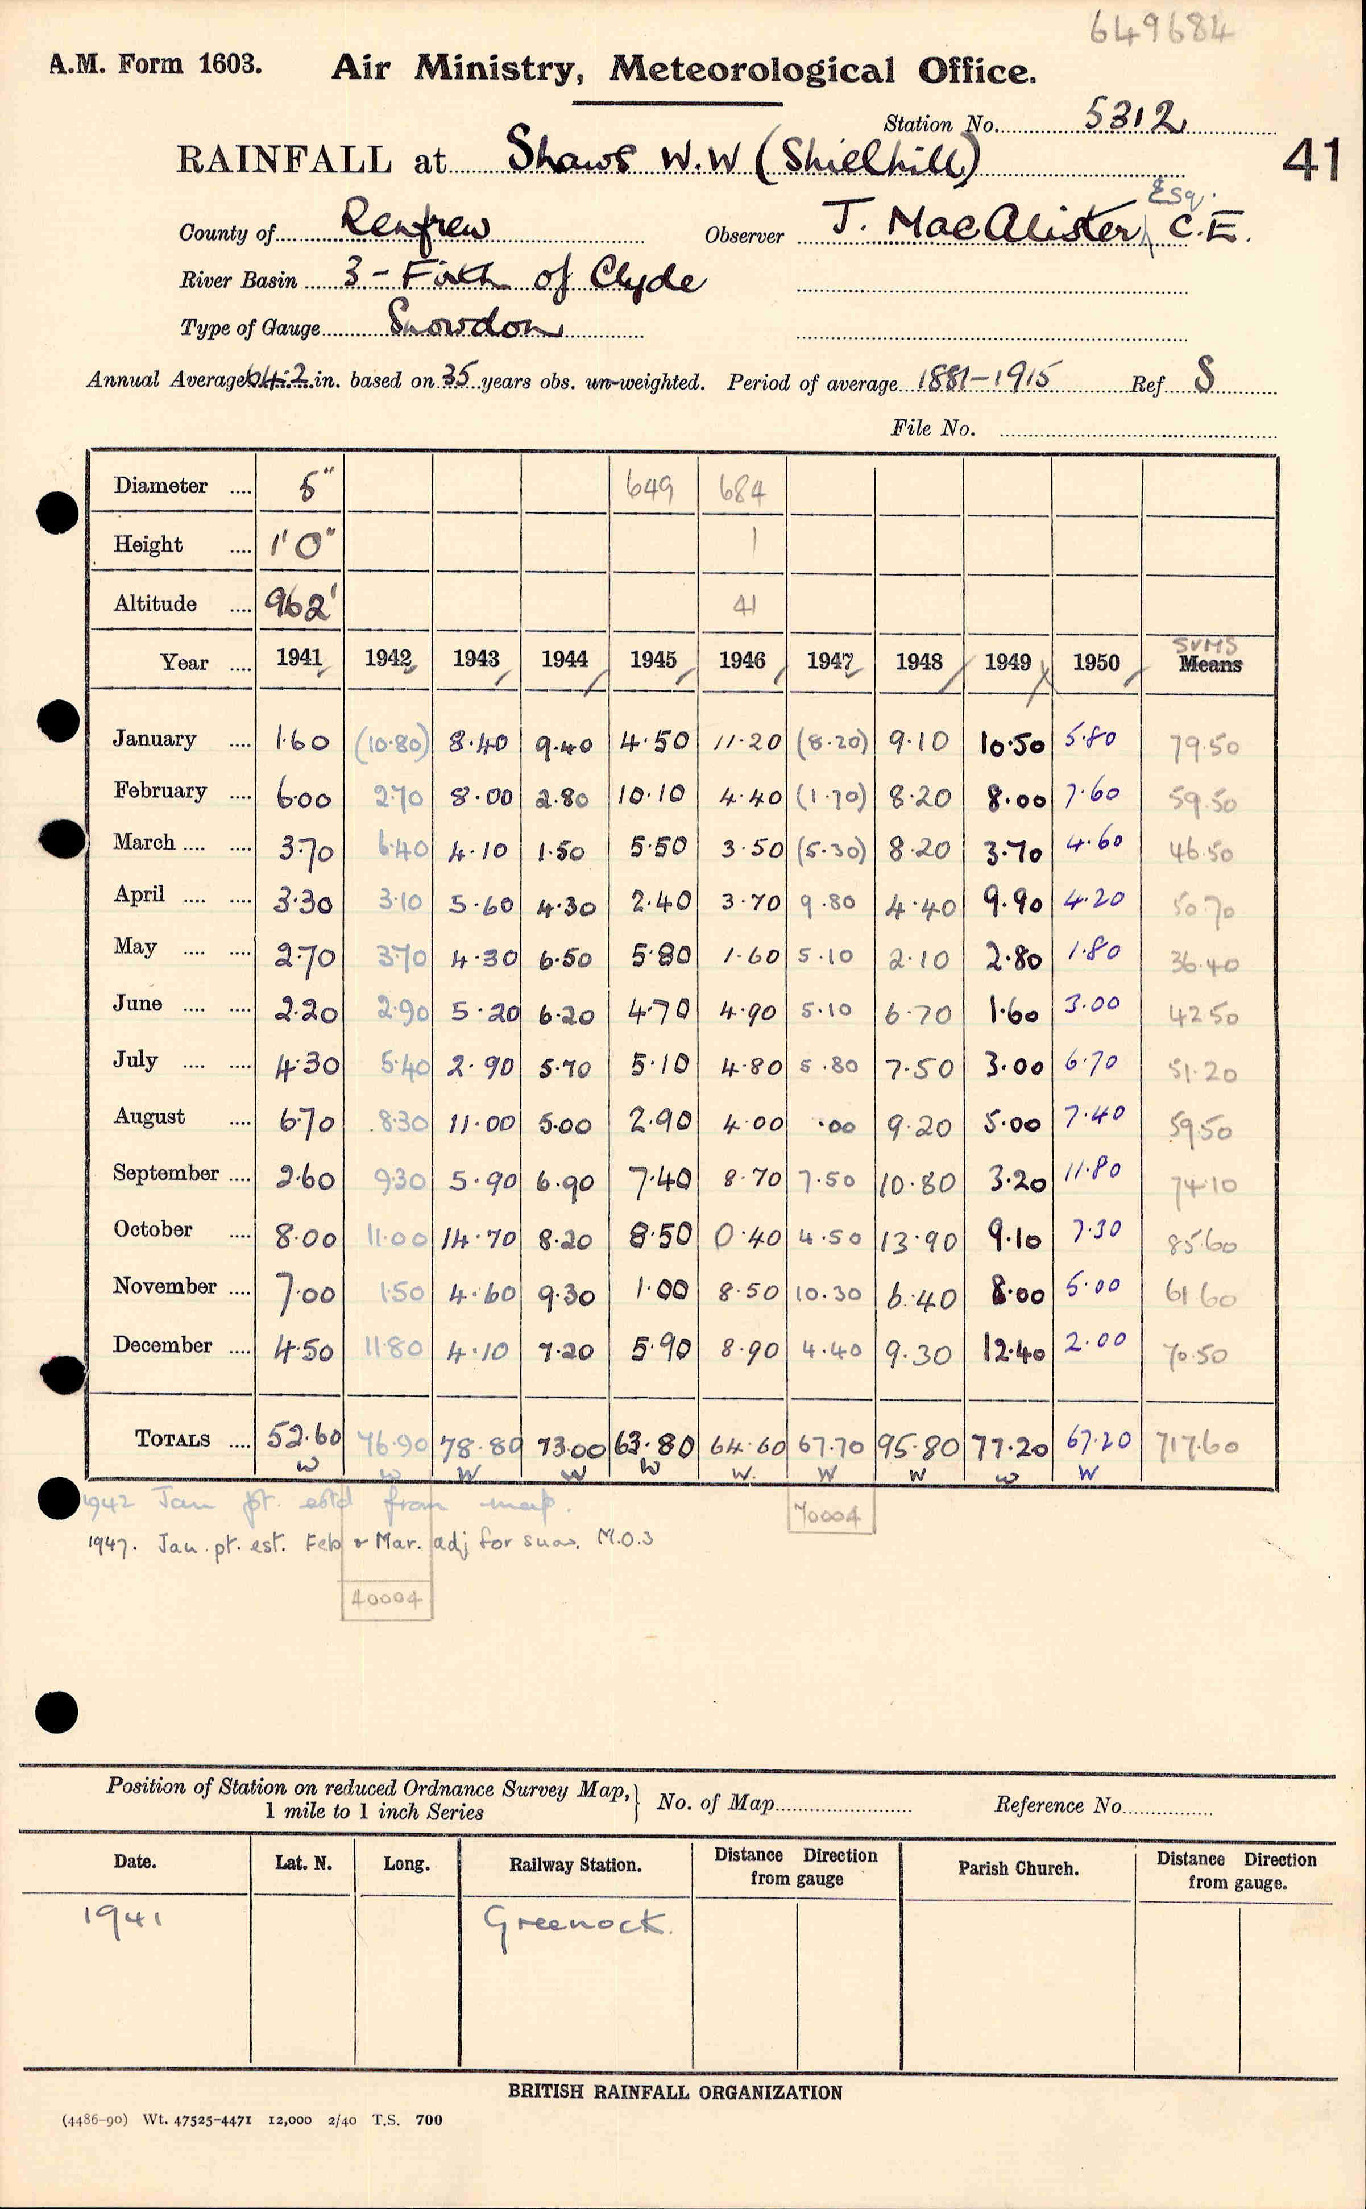 649684
A.M. Form 1603. Air Ministry, Meteorological Office.
Station No. 5312
RAINFALL at Shaws W.W (Shielhill) 41
Esq.
County of Renfrew Observer J. MacAlister, C.E.
River Basin 3 - Firth of Clyde
Type of Gauge Snowdon
Annual Average 64.2 in. based on 35 years obs. un-weighted. Period of average 1881-1915 Ref S
File No.
Diameter .... 5" 649 684
Height .... 1'0" 1
Altitude .... 962' 41
SUMS
Year .... 1941 1942 1943 1944 1945 1946 1947 1948 1949 1950 Means
January .... 1.60 (10.80) 8.40 9.40 4.50 11.20 (8.20) 9.10 10.50 5.80 79.50
February .... 6.00 2.70 8.00 2.80 10.10 4.40 (1.70) 8.20 8.00 7.60 59.50
March .... .... 3.70 6.40 4.10 1.50 5.50 3.50 (5.30) 8.20 3.70 4.60 46.50
April .... .... 3.30 3.10 5.60 4.30 2.40 3.70 9.80 4.40 9.90 4.20 50.70
May .... .... 2.70 3.70 4.30 6.50 5.80 1.60 5.10 2.10 2.80 1.80 36.40
June .... .... 2.20 2.90 5.20 6.20 4.70 4.90 5.10 6.70 1.60 3.00 42.50
July .... .... 4.30 5.40 2.90 5.70 5.10 4.80 5.80 7.50 3.00 6.70 51.20
August .... 6.70 8.30 11.00 5.00 2.90 4.00 .00 9.20 5.00 7.40 59.50
September .... 2.60 9.30 5.90 6.90 7.40 8.70 7.50 10.80 3.20 11.80 74.10
October .... 8.00 11.00 14.70 8.20 8.50 0.40 4.50 13.90 9.10 7.30 85.60
November .... 7.00 1.50 4.60 9.30 1.00 8.50 10.30 6.40 8.00 5.00 61.60
December .... 4.50 11.80 4.10 7.20 5.90 8.90 4.40 9.30 12.40 2.00 70.50
TOTALS .... 52.60 76.90 78.80 73.00 63.80 64.60 67.70 95.80 77.20 67.20 717.60
W W W W W W. W W W W
1942 Jan pt. estd from map.
70004
1947. Jan. pt. est. Feb & Mar. adj for snow. M.O.3
40004
Position of Station on reduced Ordnance Survey Map, 1 mile to 1 inch Series } No. of Map Reference No.
Date. Lat. N. Long. Railway Station. Distance Direction from gauge Parish Church. Distance Direction from gauge.
1941 Greenock.
BRITISH RAINFALL ORGANIZATION
(4486-90) Wt. 47525-4471 12,000 2/40 T.S. 700